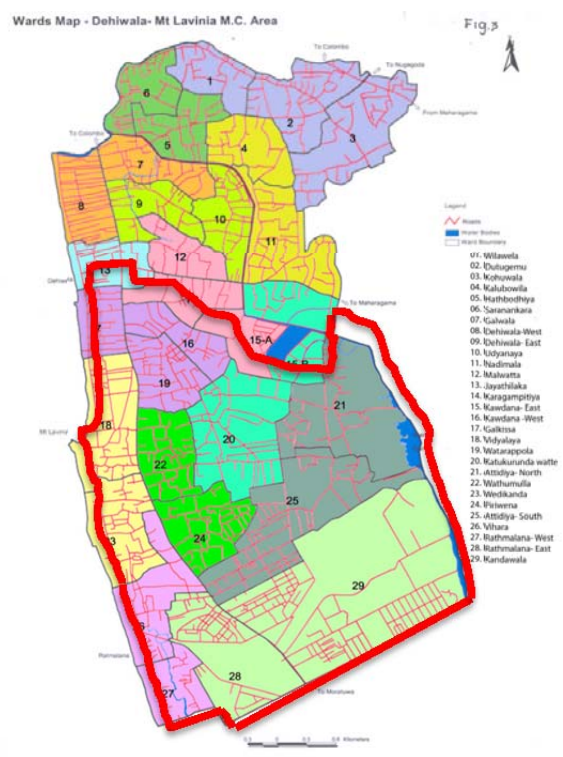 Wards Map - Dehiwala- Mt Lavinia M.C. Area
Fig.3
To Colombo
To Nugegoda
From Maharagama
To Colombo
1
6
2
3
5
4
7
8
9
10
11
12
13
To Maharagama
15-A
16
19
21
Mt Lavinia
18
20
22
25
24
29
Ratmalana
28
27
To Moratuwa
Legend
Roads
Water Bodies
Ward Boundary
01. Wilawela
02. Dutugemu
03. Kohuwala
04. Kalubowila
05. Hathbodhiya
06. Saranankara
07. Galwala
08. Dehiwala-West
09. Dehiwala- East
10. Udyanaya
11. Nadimala
12. Malwatta
13. Jayathilaka
14. Karagampitiya
15. Kawdana- East
16. Kawdana -West
17. Galkissa
18. Vidyalaya
19. Watarappola
20. Katukurunda watte
21. Attidiya- North
22. Wathumulla
23. Wedikanda
24. Piriwena
25. Attidiya- South
26. Vihara
27. Rathmalana- West
28. Rathmalana- East
29. Kandawala
Kilometers